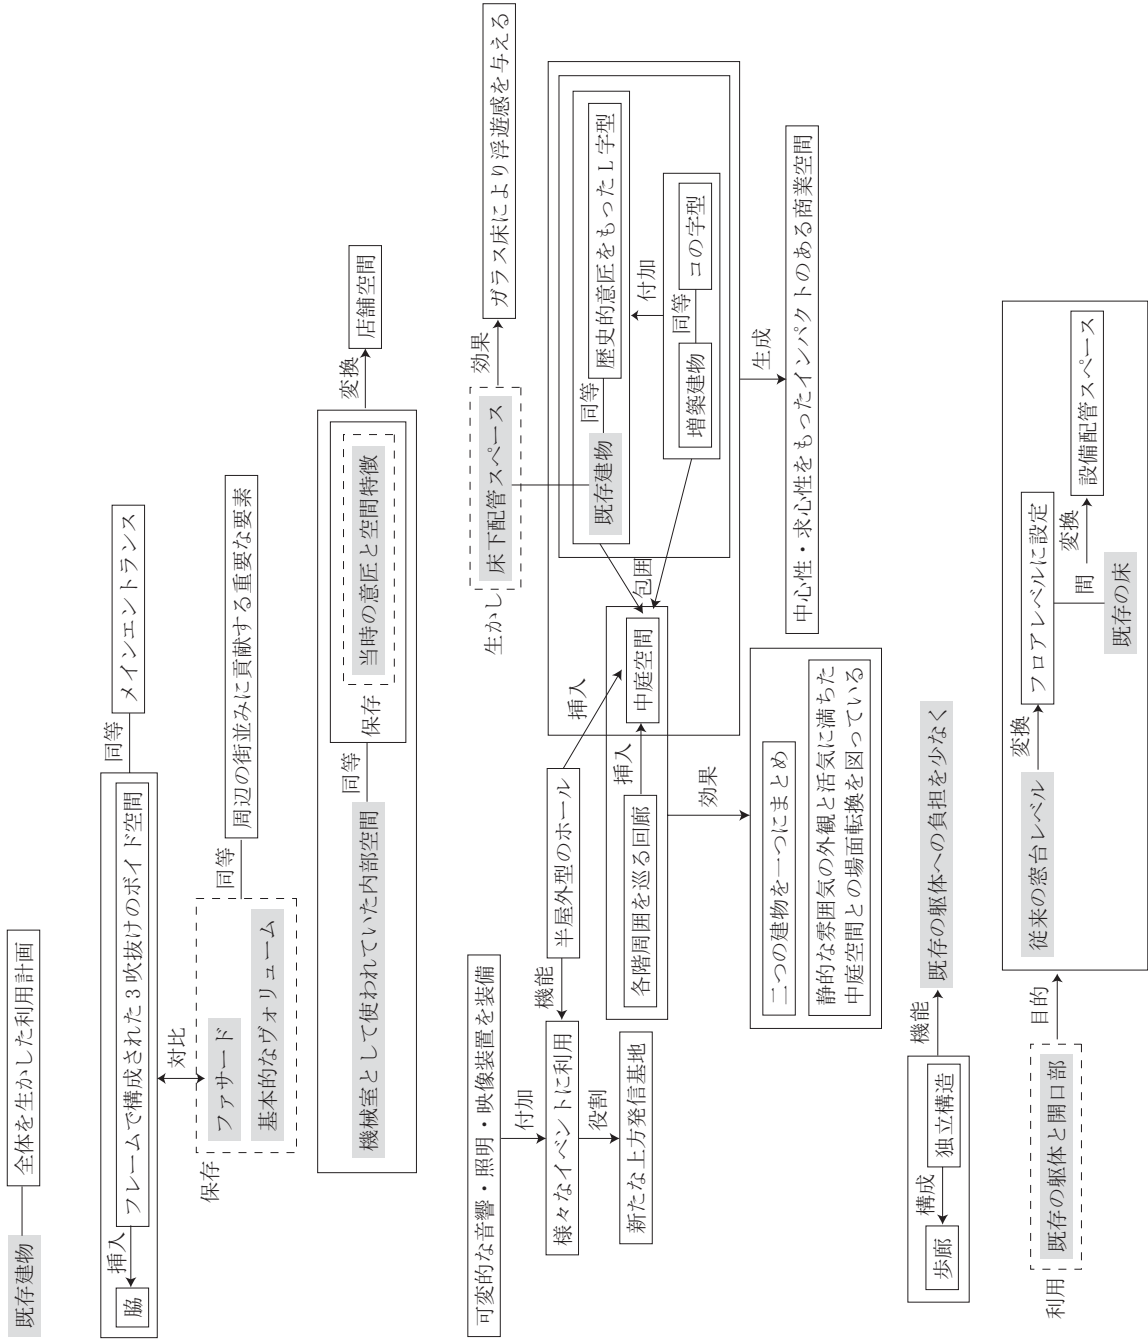 既存建物
全体を生かした利用計画
脇
挿入
フレームで構成された3吹抜けのボイド空間
同等
メインエントランス
対比
保存
ファサード
基本的なヴォリューム
同等
周辺の街並みに貢献する重要な要素
機械室として使われていた内部空間
同等
保存
当時の意匠と空間特徴
変換
店舗空間
可変的な音響・照明・映像装置を装備
付加
様々なイベントに利用
機能
半屋外型のホール
役割
新たな上方発信基地
各階周囲を巡る回廊
挿入
挿入
中庭空間
包囲
生かし
床下配管スペース
効果
ガラス床により浮遊感を与える
既存建物
同等
歴史的意匠をもったL字型
付加
増築建物
同等
コの字型
生成
中心性・求心性をもったインパクトのある商業空間
効果
二つの建物を一つにまとめ
静的な雰囲気の外観と活気に満ちた
中庭空間との場面転換を図っている
歩廊
構成
独立構造
機能
既存の躯体への負担を少なく
利用
既存の躯体と開口部
目的
従来の窓台レベル
変換
フロアレベルに設定
間
既存の床
変換
設備配管スペース